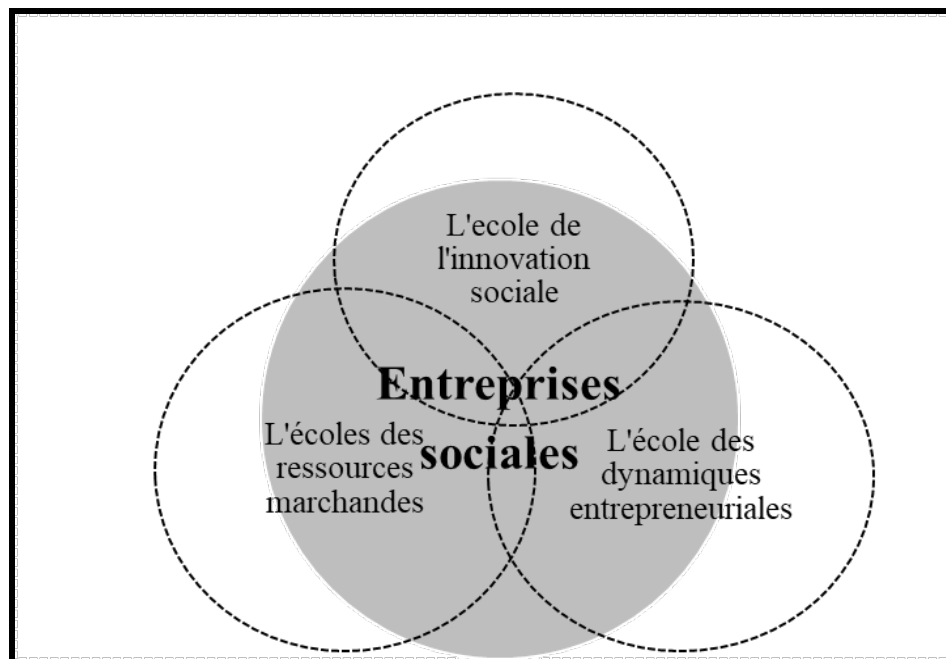 L'ecole de
l'innovation
sociale
Entreprises
sociales
L'écoles des
ressources
marchandes
L'école des
dynamiques
entrepreneuriales